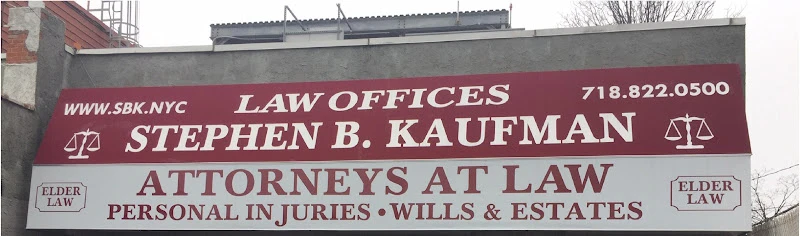 WWW.SBK.NYC
LAW OFFICES
718.822.0500
STEPHEN B. KAUFMAN
ATTORNEYS AT LAW
ELDER
LAW
PERSONAL INJURIES • WILLS & ESTATES
ELDER
LAW